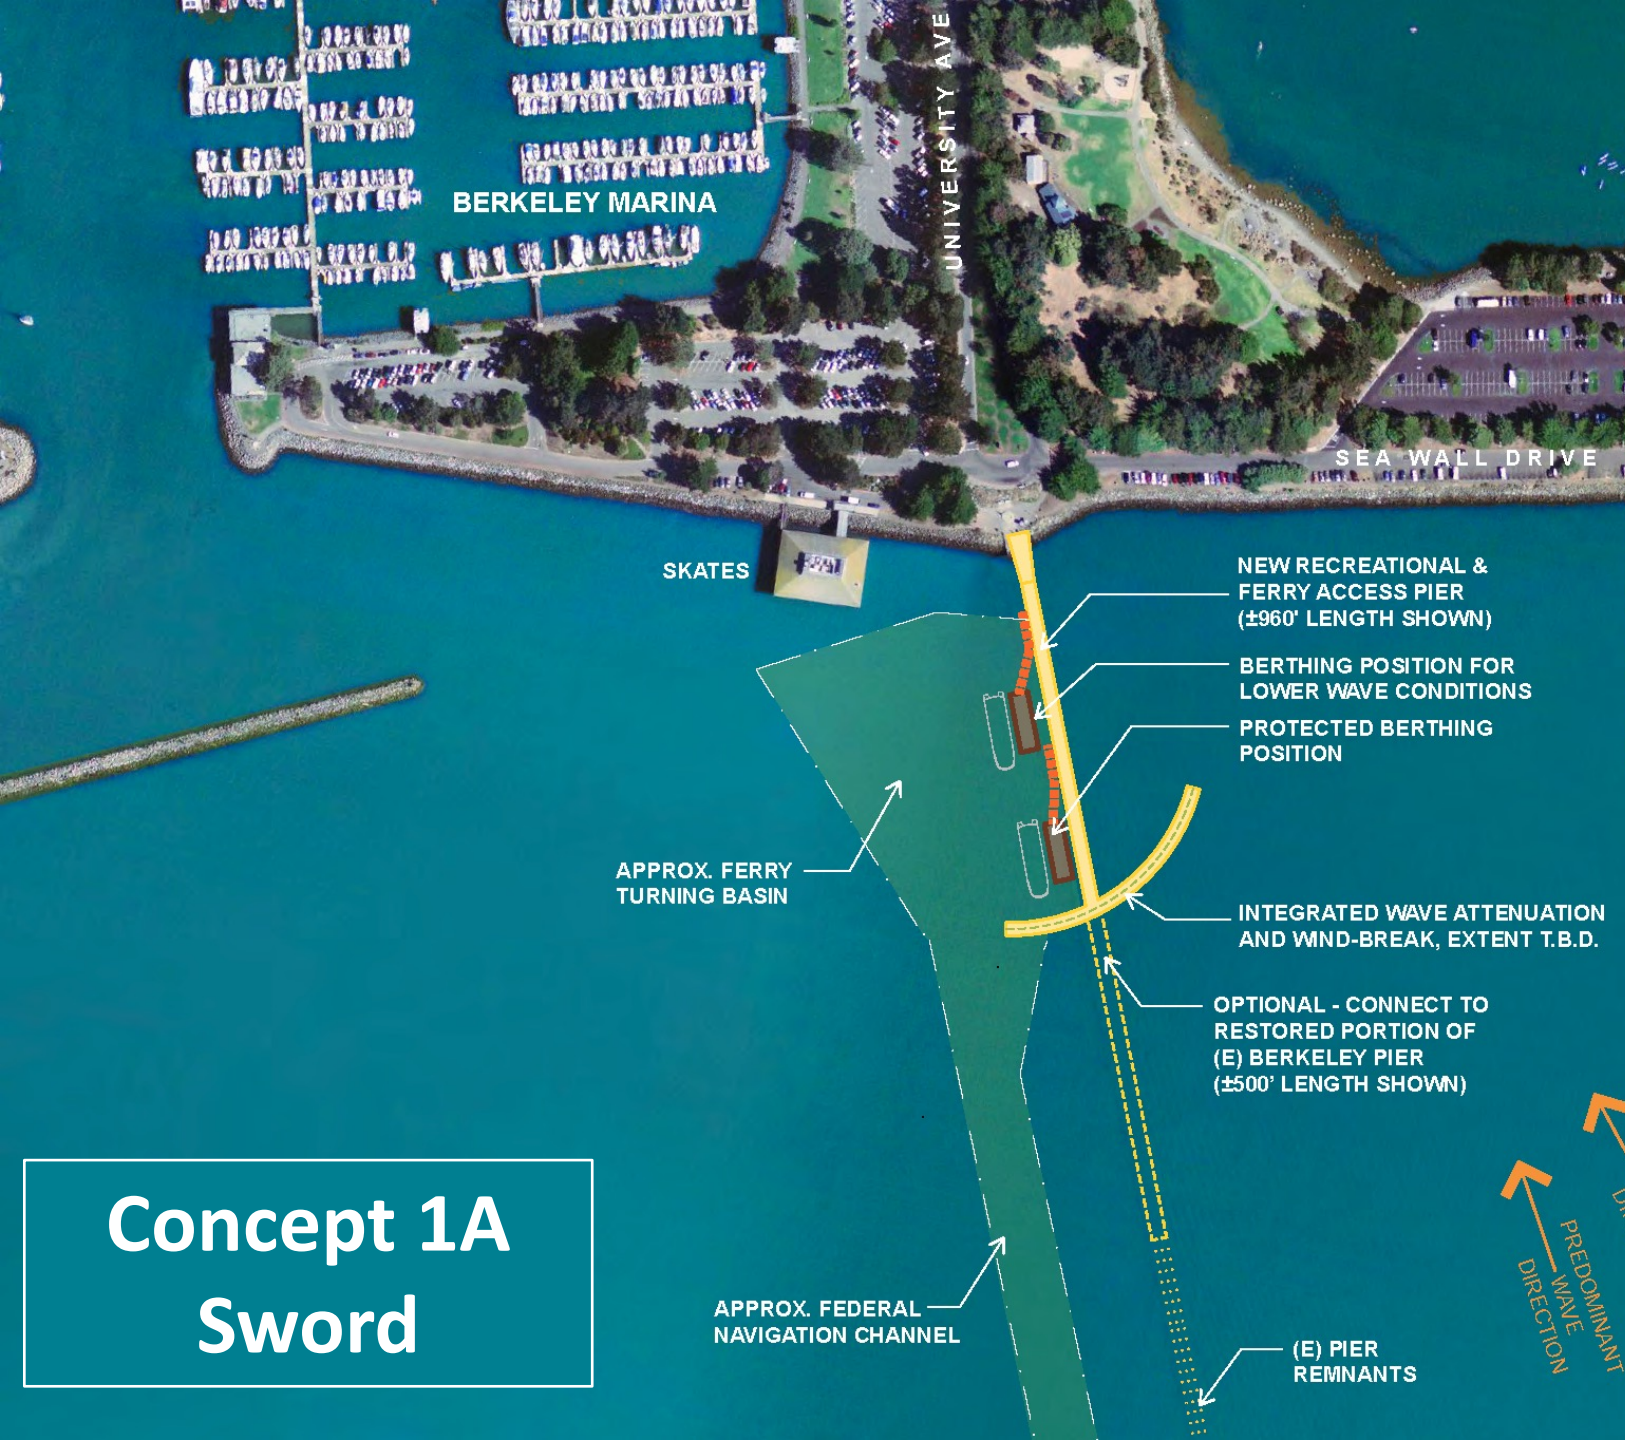 UNIVERSITY AVE
BERKELEY MARINA
SEA WALL DRIVE
SKATES
NEW RECREATIONAL &
FERRY ACCESS PIER
(±960' LENGTH SHOWN)
BERTHING POSITION FOR
LOWER WAVE CONDITIONS
PROTECTED BERTHING
POSITION
APPROX. FERRY
TURNING BASIN
INTEGRATED WAVE ATTENUATION
AND WIND-BREAK, EXTENT T.B.D.
OPTIONAL - CONNECT TO
RESTORED PORTION OF
(E) BERKELEY PIER
(±500’ LENGTH SHOWN)
PREDOMINANT
WAVE
DIRECTION
Concept 1A
Sword
APPROX. FEDERAL
NAVIGATION CHANNEL
(E) PIER
REMNANTS